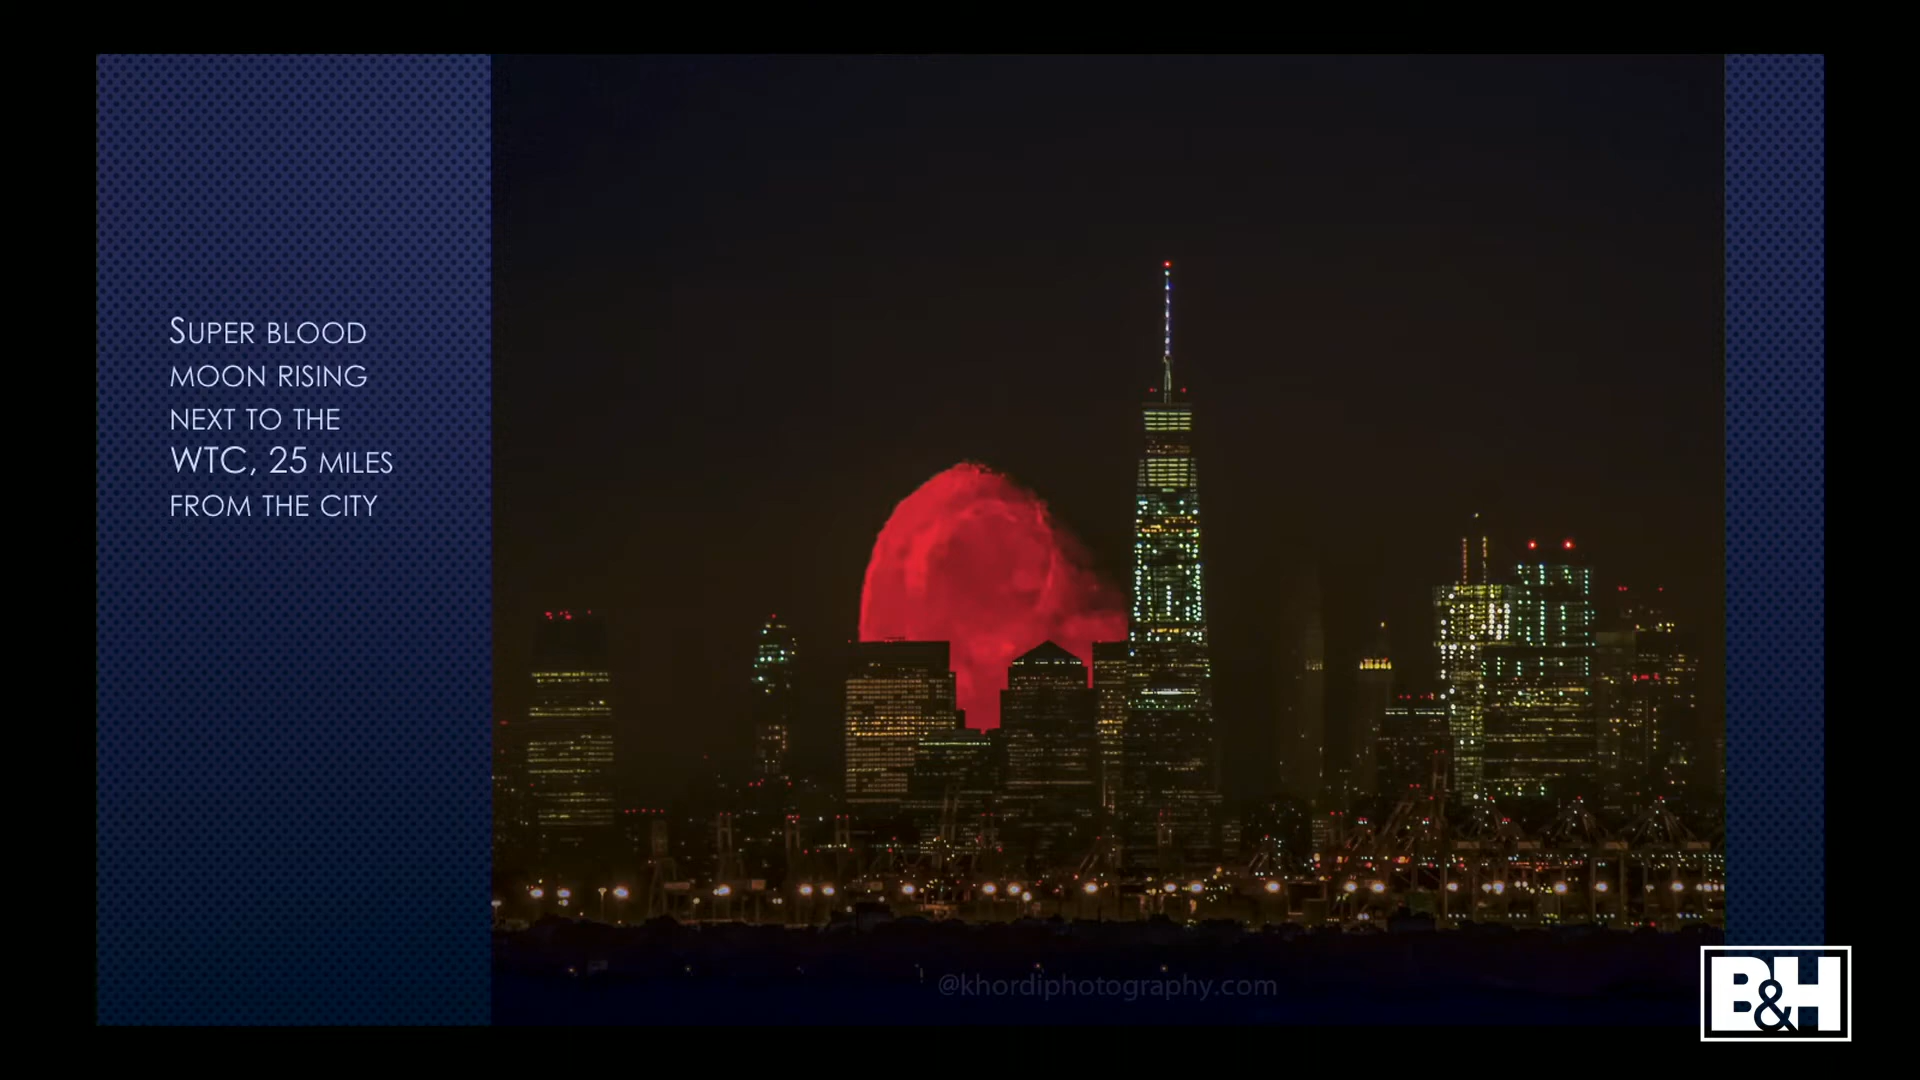 Super blood
moon rising
next to the
WTC, 25 miles
from the city
@khordiphotography.com
B&H